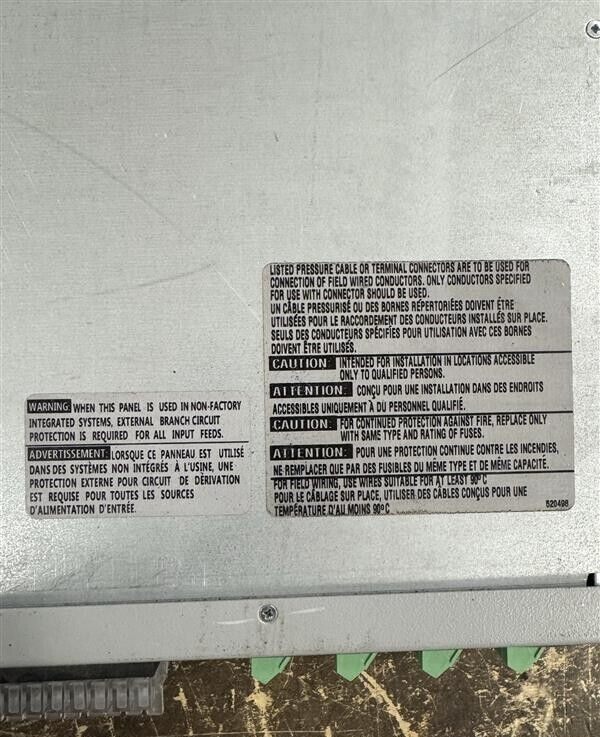 LISTED PRESSURE CABLE OR TERMINAL CONNECTORS ARE TO BE USED FOR
CONNECTION OF FIELD WIRED CONDUCTORS. ONLY CONDUCTORS SPECIFIED
FOR USE WITH CONNECTOR SHOULD BE USED.
UN CÂBLE PRESSURISÉ OU DES BORNES RÉPERTORIÉES DOIVENT ÊTRE
UTILISÉES POUR LE RACCORDEMENT DES CONDUCTEURS INSTALLÉS SUR PLACE.
SEULS DES CONDUCTEURS SPÉCIFIÉS POUR UTILISATION AVEC CES BORNES
DOIVENT ÊTRE UTILISÉS.
CAUTION: INTENDED FOR INSTALLATION IN LOCATIONS ACCESSIBLE
ONLY TO QUALIFIED PERSONS.
ATTENTION: CONÇU POUR UNE INSTALLATION DANS DES ENDROITS
ACCESSIBLES UNIQUEMENT À DU PERSONNEL QUALIFIÉ.
CAUTION: FOR CONTINUED PROTECTION AGAINST FIRE, REPLACE ONLY
WITH SAME TYPE AND RATING OF FUSES.
ATTENTION: POUR UNE PROTECTION CONTINUE CONTRE LES INCENDIES,
NE REMPLACER QUE PAR DES FUSIBLES DU MÊME TYPE ET DE MÊME CAPACITÉ.
FOR FIELD WIRING, USE WIRES SUITABLE FOR AT LEAST 90° C
POUR LE CÂBLAGE SUR PLACE, UTILISER DES CÂBLES CONÇUS POUR UNE
TEMPÉRATURE D'AU MOINS 90° C
520498
WARNING: WHEN THIS PANEL IS USED IN NON-FACTORY
INTEGRATED SYSTEMS, EXTERNAL BRANCH CIRCUIT
PROTECTION IS REQUIRED FOR ALL INPUT FEEDS.
ADVERTISSEMENT: LORSQUE CE PANNEAU EST UTILISÉ
DANS DES SYSTÈMES NON INTÉGRÉS À L'USINE, UNE
PROTECTION EXTERNE POUR CIRCUIT DE DÉRIVATION
EST REQUISE POUR TOUTES LES SOURCES
D'ALIMENTATION D'ENTRÉE.